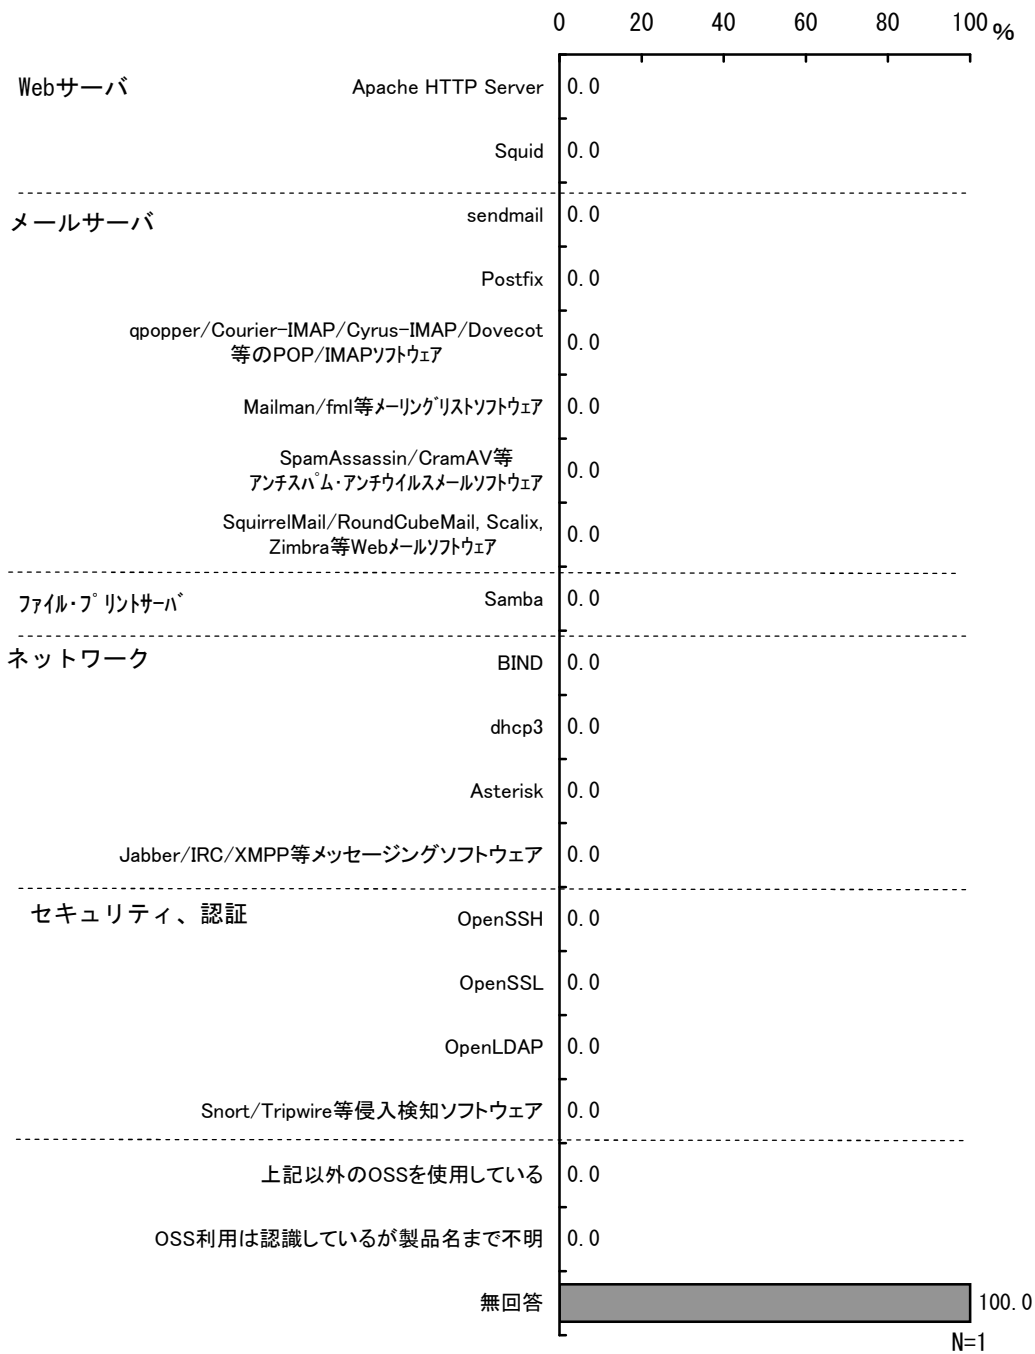 0 20 40 60 80 100 %
Webサーバ
Apache HTTP Server 0.0
Squid 0.0
メールサーバ
sendmail 0.0
Postfix 0.0
qpopper/Courier-IMAP/Cyrus-IMAP/Dovecot
等のPOP/IMAPｿﾌﾄｳｪｱ 0.0
Mailman/fml等ﾒｰﾘﾝｸﾞﾘｽﾄｿﾌﾄｳｪｱ 0.0
SpamAssassin/CramAV等
ｱﾝﾁｽﾊﾟﾑ･ｱﾝﾁｳｲﾙｽﾒｰﾙｿﾌﾄｳｪｱ 0.0
SquirrelMail/RoundCubeMail, Scalix,
Zimbra等Webﾒｰﾙｿﾌﾄｳｪｱ 0.0
ﾌｧｲﾙ･ﾌﾟﾘﾝﾄｻｰﾊﾞ
Samba 0.0
ネットワーク
BIND 0.0
dhcp3 0.0
Asterisk 0.0
Jabber/IRC/XMPP等メッセージングソフトウェア 0.0
セキュリティ、認証
OpenSSH 0.0
OpenSSL 0.0
OpenLDAP 0.0
Snort/Tripwire等侵入検知ソフトウェア 0.0
上記以外のOSSを使用している 0.0
OSS利用は認識しているが製品名まで不明 0.0
無回答 100.0
N=1